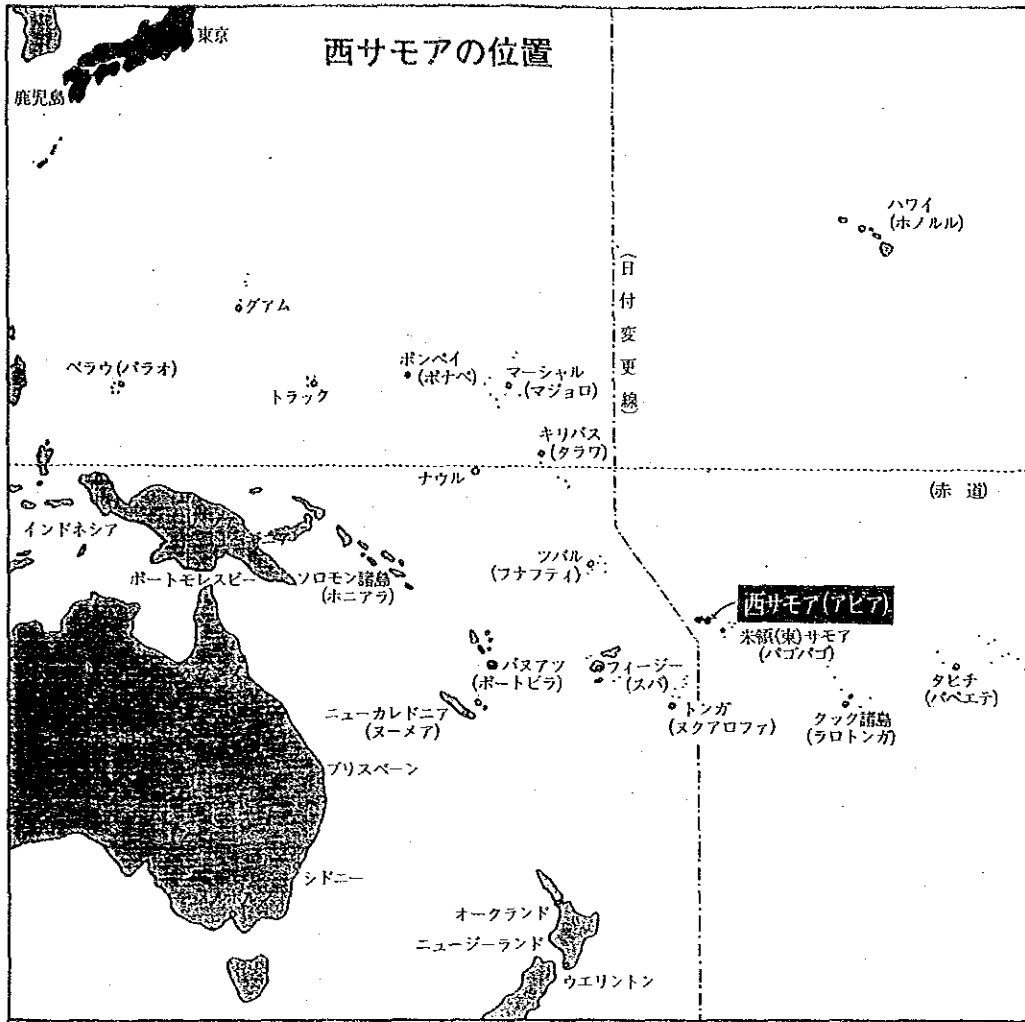 西サモアの位置
東京
鹿児島
ハワイ
(ホノルル)
(日付変更線)
グアム
ベラウ(パラオ)
トラック
ポンペイ
(ポナペ)
マーシャル
(マジョロ)
キリバス
(タラワ)
ナウル
(赤道)
インドネシア
ポートモレスビー
ソロモン諸島
(ホニアラ)
ツバル
(フナフティ)
西サモア(アピア)
米領(東)サモア
(パゴパゴ)
バヌアツ
(ポートビラ)
フィージー
(スバ)
タヒチ
(パペエテ)
ニューカレドニア
(ヌーメア)
トンガ
(ヌクアロファ)
クック諸島
(ラロトンガ)
ブリスベーン
シドニー
オークランド
ニュージーランド
ウエリントン